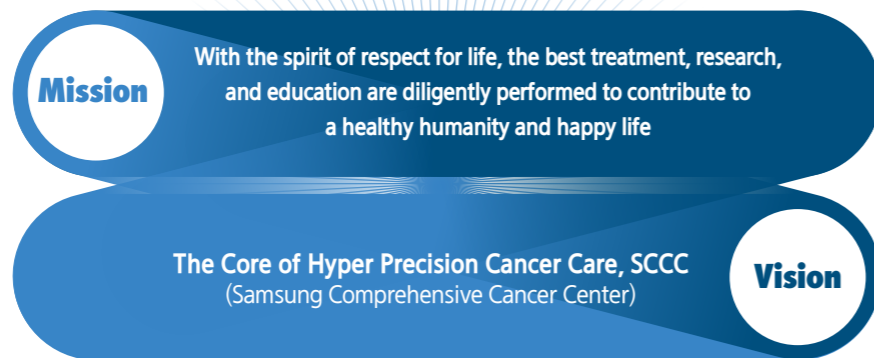 Mission
With the spirit of respect for life, the best treatment, research,
and education are diligently performed to contribute to
a healthy humanity and happy life
The Core of Hyper Precision Cancer Care, SCCC
(Samsung Comprehensive Cancer Center)
Vision